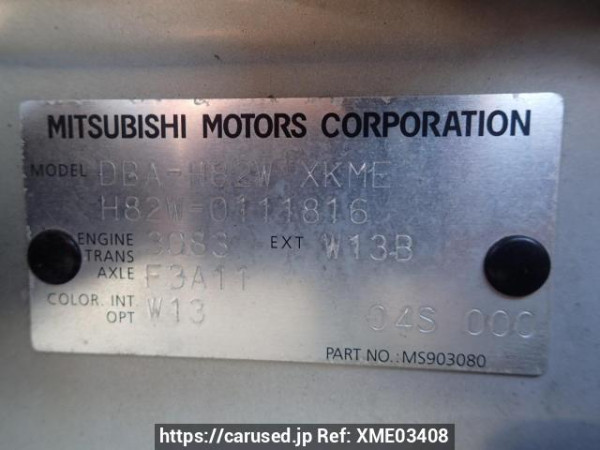 MITSUBISHI MOTORS CORPORATION
MODEL DBA-H82W XKME
H82W-0111816
ENGINE 3G83 EXT W13B
TRANS
AXLE F3A11
COLOR. INT. W13
OPT 04S 000
PART NO.: MS903080
https://carused.jp Ref: XME03408